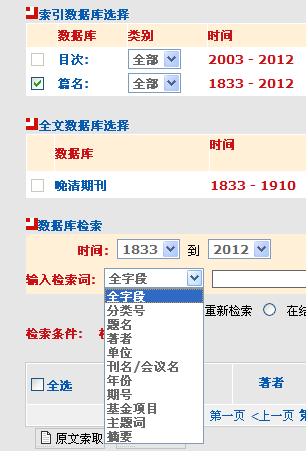 索引数据库选择
数据库 类别 时间
目次: 全部 2003 - 2012
篇名: 全部 1833 - 2012
全文数据库选择
数据库 时间
晚清期刊 1833 - 1910
数据库检索
时间: 1833 到 2012
输入检索词: 全字段
全字段
分类号
重新检索 在结
题名
著者
检索条件:
单位
刊名/会议名
年份
全选 著者
期号
基金项目
第一页 <上一页
主题词
摘要
原文索取